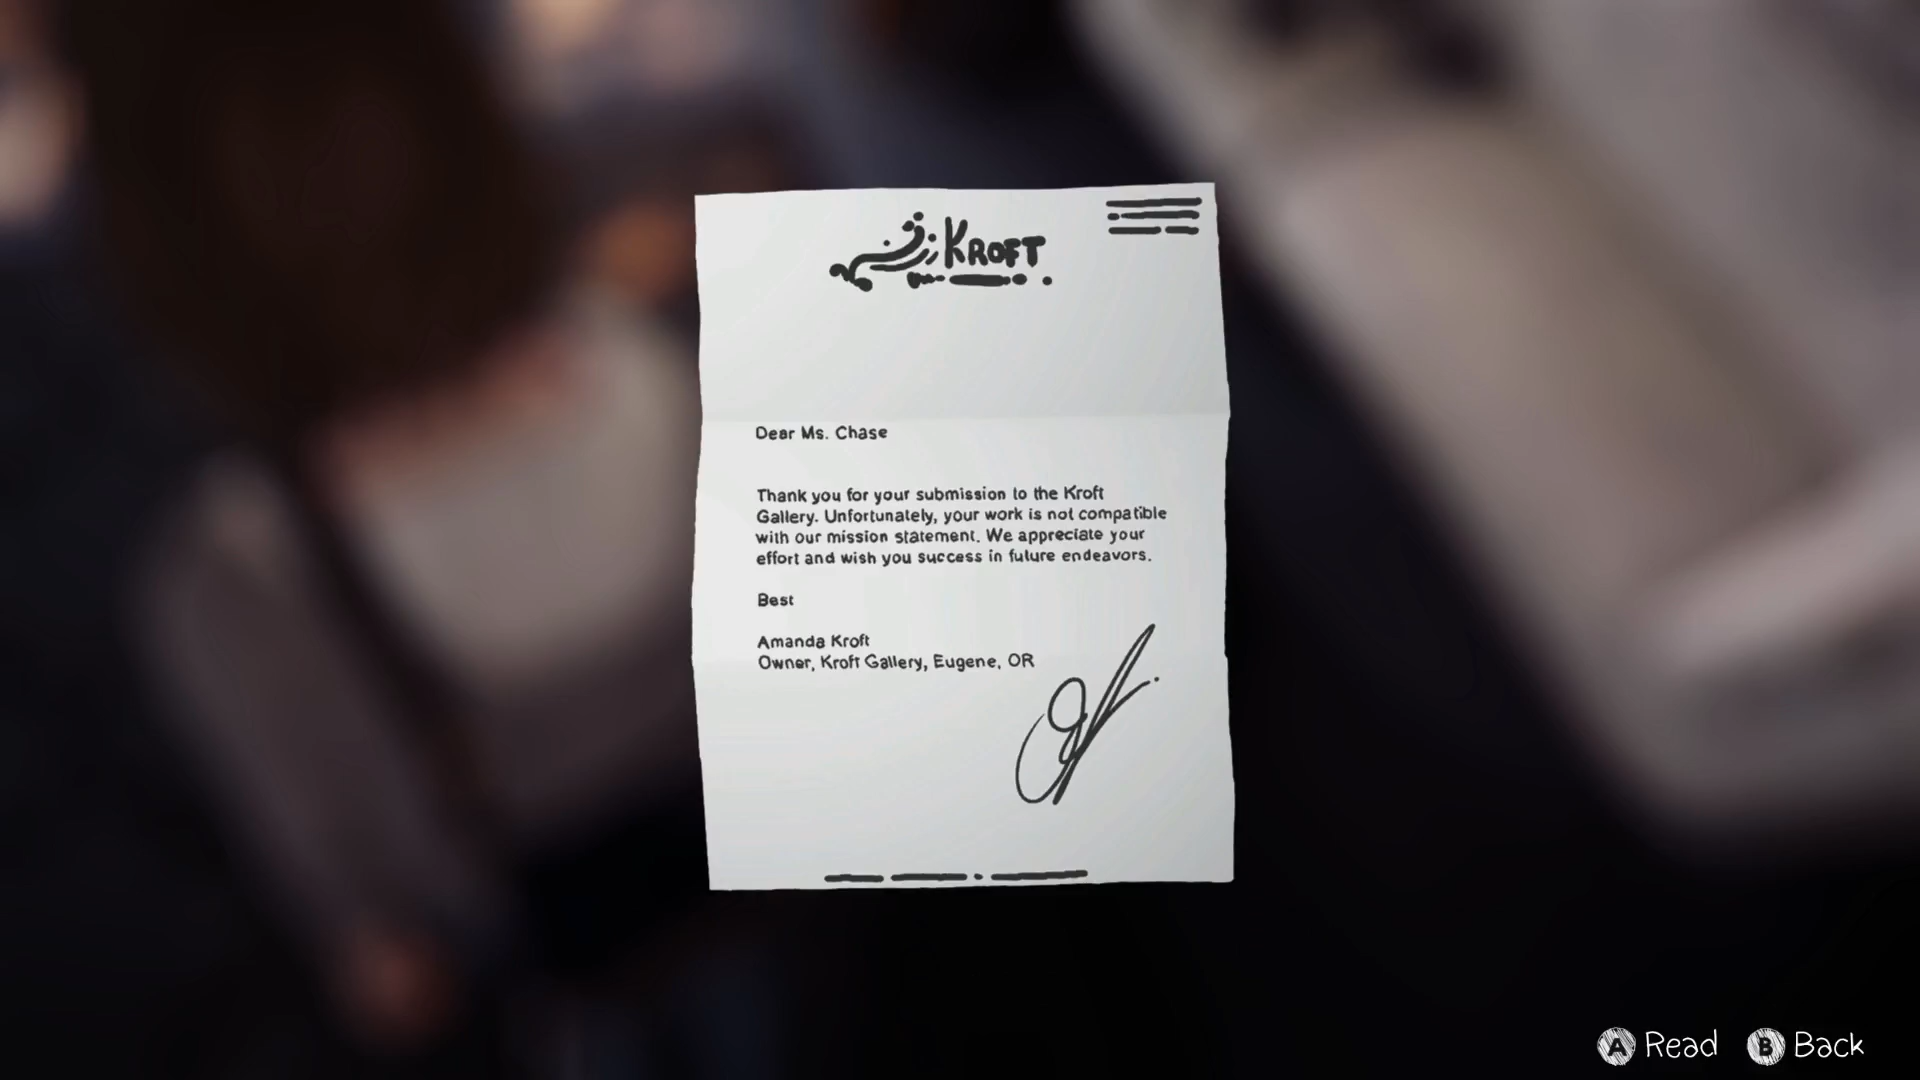 Kroft
Dear Ms. Chase
Thank you for your submission to the Kroft
Gallery. Unfortunately, your work is not compatible
with our mission statement. We appreciate your
effort and wish you success in future endeavors.
Best
Amanda Kroft
Owner, Kroft Gallery, Eugene, OR
A Read B Back